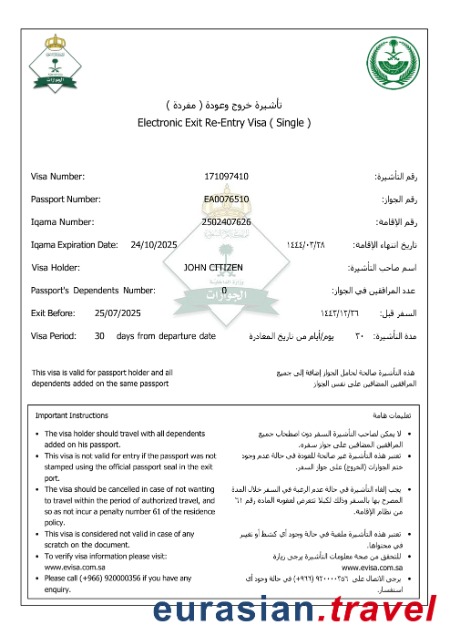 الجوازات
تأشيرة خروج وعودة ( مفردة )
Electronic Exit Re-Entry Visa ( Single )
Visa Number: 171097410 رقم التأشيرة:
Passport Number: EA0076510 رقم الجواز:
Iqama Number: 2502407626 رقم الإقامة:
Iqama Expiration Date: 24/10/2025 ١٤٤٤/٠٣/٢٨ تاريخ انتهاء الإقامة:
Visa Holder: JOHN CITIZEN اسم صاحب التأشيرة:
الجوازات
Passport's Dependents Number: 0 عدد المرافقين في الجواز:
Exit Before: 25/07/2025 ١٤٤٣/١٢/٢٦ السفر قبل:
Visa Period: 30 days from departure date يوم/أيام من تاريخ المغادرة ٣٠ مدة التأشيرة:
This visa is valid for passport holder and all
dependents added on the same passport
هذه التأشيرة صالحة لحامل الجواز إضافة إلى جميع
المرافقين المضافين على نفس الجواز
Important Instructions
The visa holder should travel with all dependents
added on his passport.
This visa is not valid for entry if the passport was not
stamped using the official passport seal in the exit
port.
The visa should be cancelled in case of not wanting
to travel within the period of authorized travel, and
so as not incur a penalty number 61 of the residence
policy.
This visa is considered not valid in case of any
scratch on the document.
To verify visa information please visit:
www.evisa.com.sa
Please call (+966) 920000356 if you have any
enquiry.
تعليمات هامة
لا يمكن لصاحب التأشيرة السفر دون اصطحاب جميع
المرافقين المضافين على جواز سفره.
تعتبر هذه التأشيرة غير صالحة للعودة في حالة عدم وجود
ختم الجوازات (الخروج) على جواز السفر.
يجب إلغاء التأشيرة في حالة عدم الرغبة في السفر خلال المدة
المصرح بها بالسفر وذلك لكيلا تتعرض لعقوبة المادة رقم ٦١
من نظام الإقامة.
تعتبر هذه التأشيرة ملغية في حالة وجود أي كشط أو تغيير
في محتواها.
للتحقق من صحة معلومات التأشيرة يرجى زيارة
www.evisa.com.sa
يرجى الاتصال على في حالة وجود أي
استفسار.
eurasian.travel